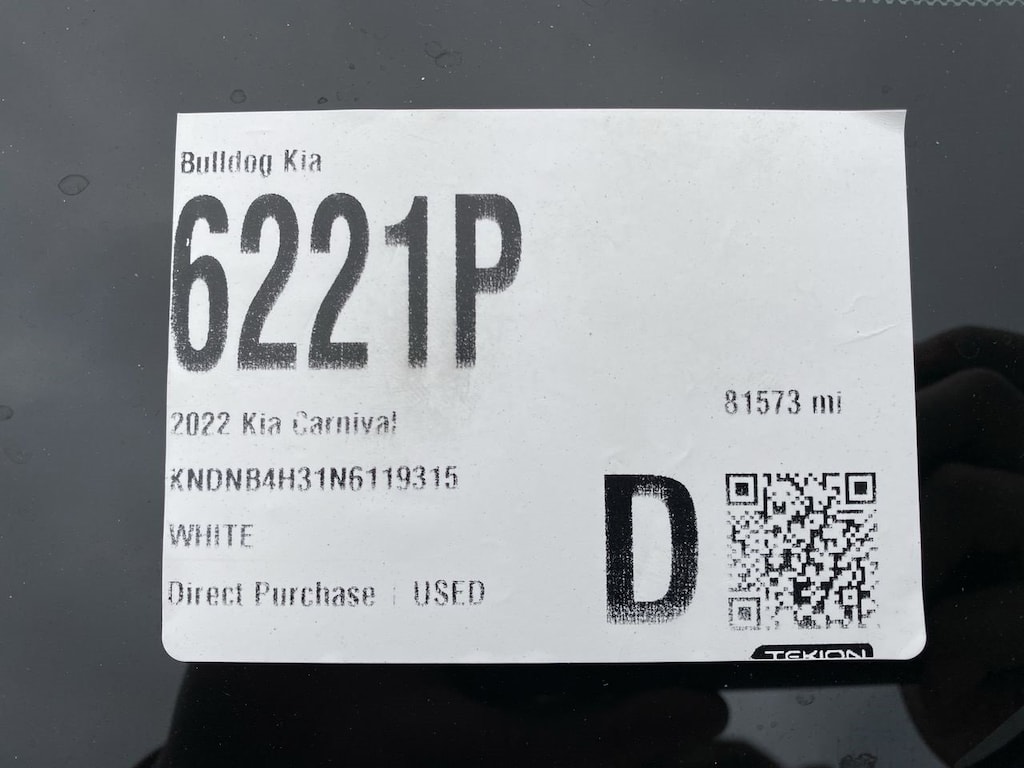 Bulldog Kia
6221P
2022 Kia Carnival
81573 mi
KNDNB4H31N6119315
WHITE
D
Direct Purchase | USED
TEKION